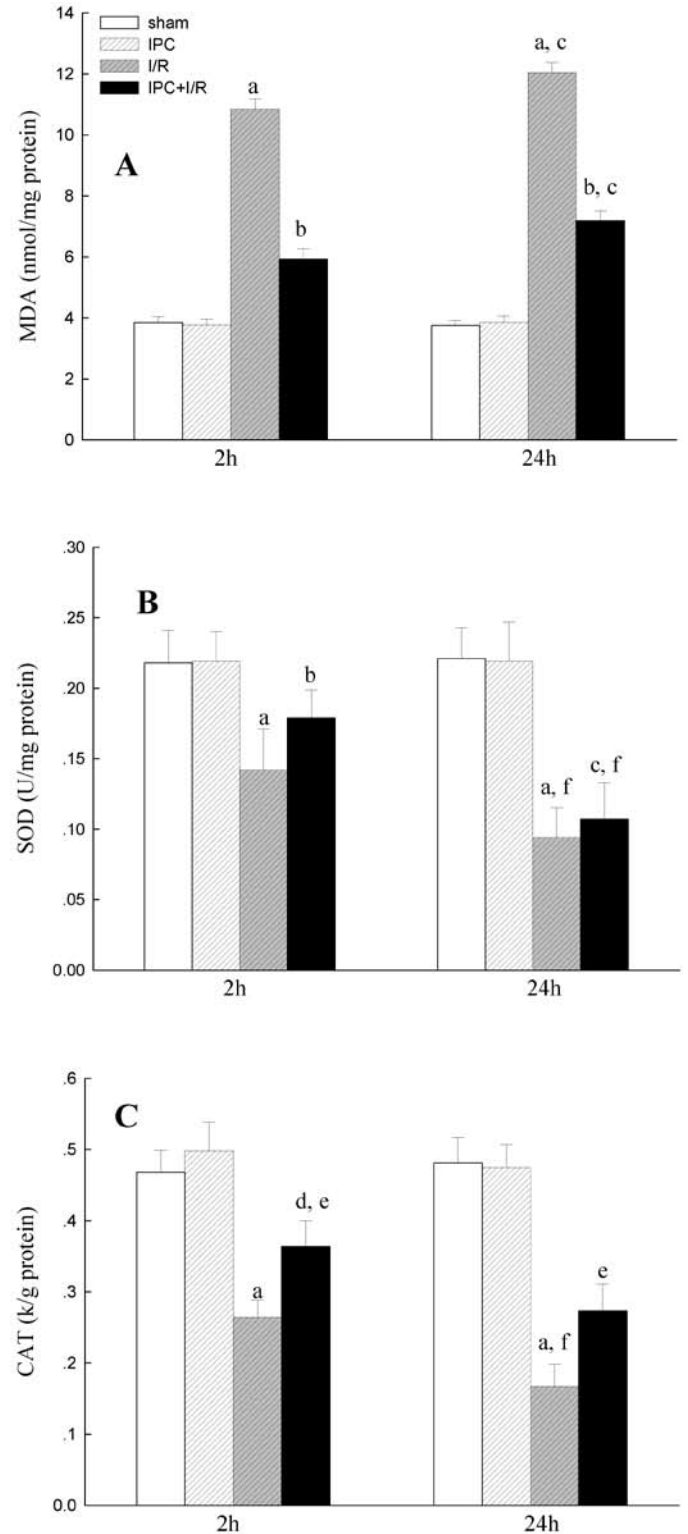 14
sham
IPC
12
I/R
IPC+I/R
a
a, c
A
10
8
b, c
6
b
4
2
0
2h
24h
MDA (nmol/mg protein)
.30
B
.25
.20
b
a
.15
a, f
c, f
.10
.05
0.00
2h
24h
SOD (U/mg protein)
.6
C
.5
.4
d, e
.3
a
e
.2
a, f
.1
0.0
2h
24h
CAT (k/g protein)